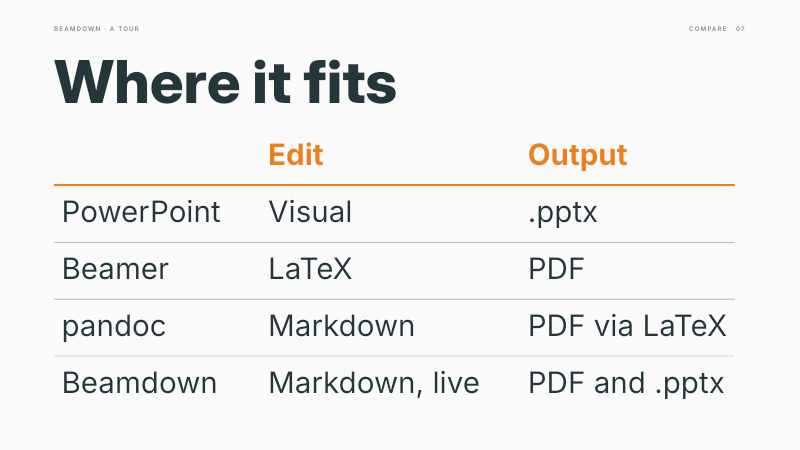 BEAMDOWN · A TOUR
COMPARE 07
Where it fits
Edit Output
PowerPoint Visual .pptx
Beamer LaTeX PDF
pandoc Markdown PDF via LaTeX
Beamdown Markdown, live PDF and .pptx